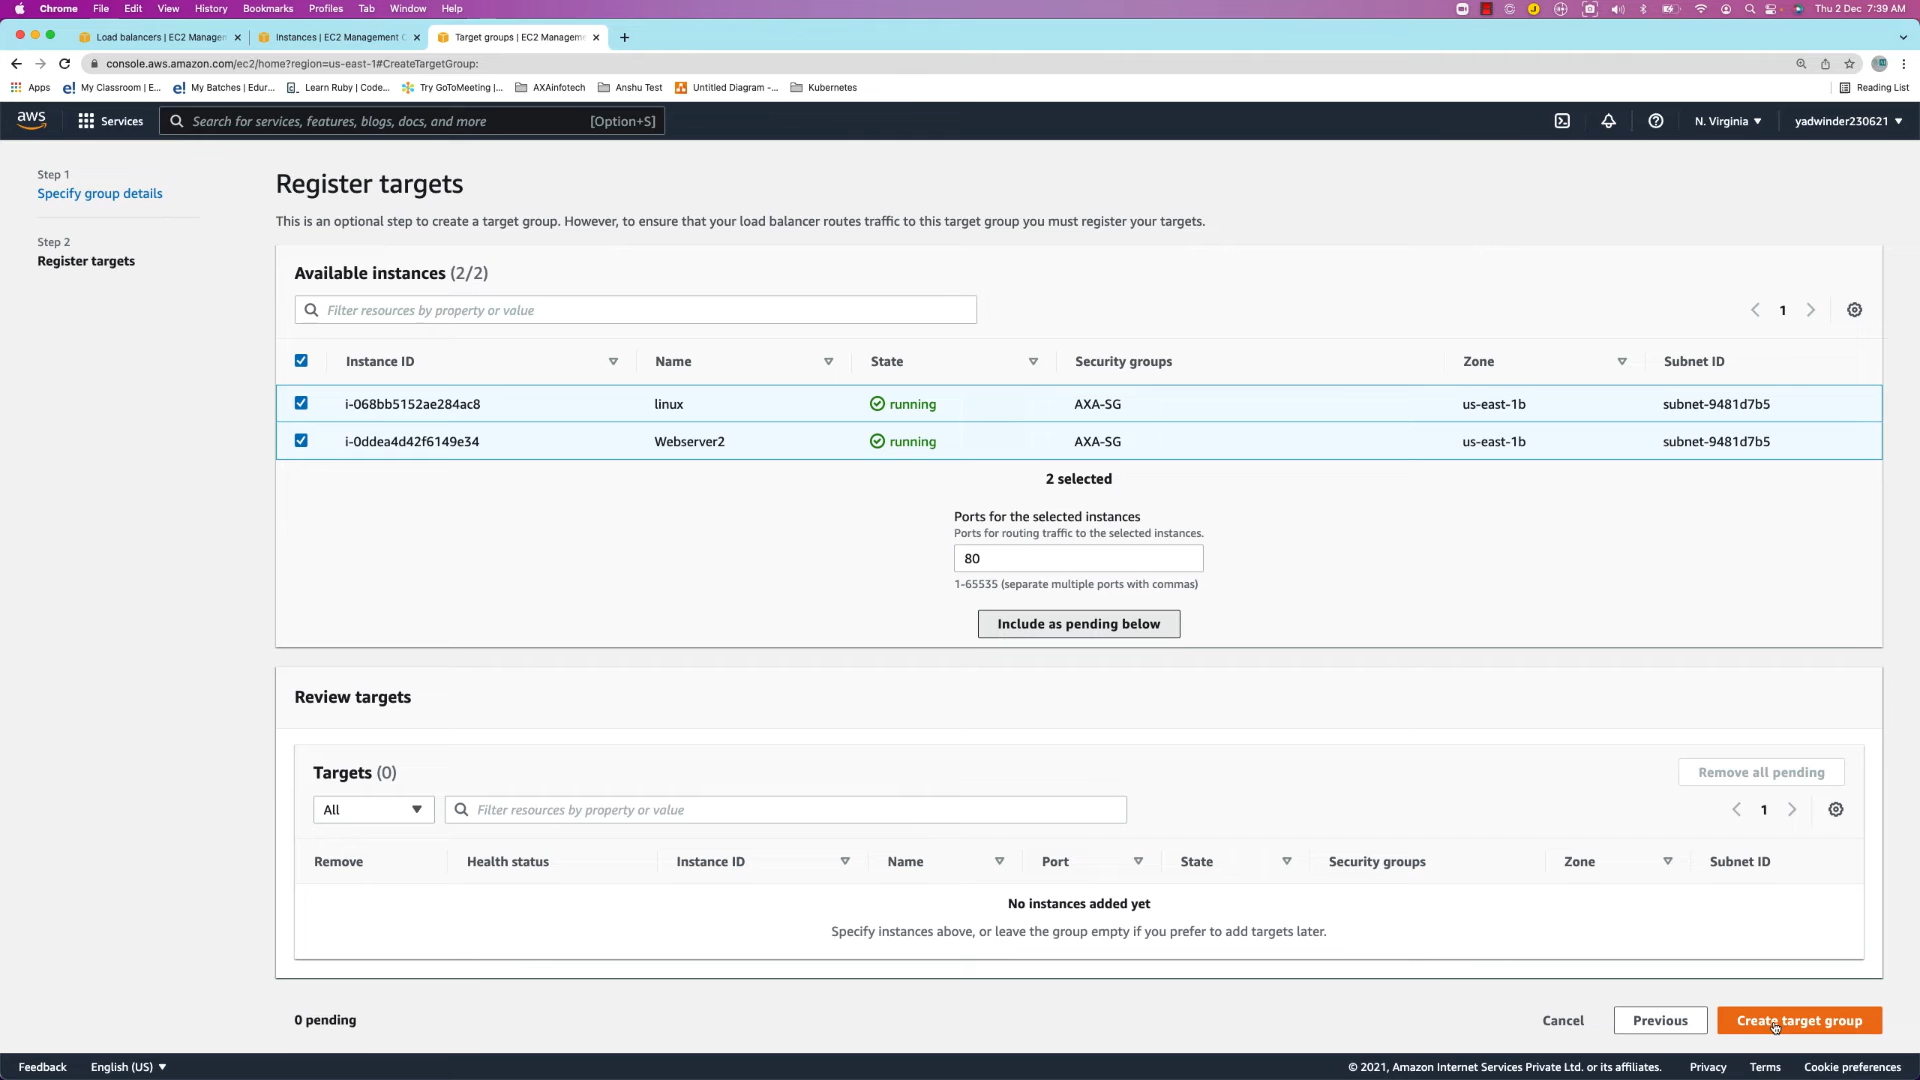 Chrome File Edit View History Bookmarks Profiles Tab Window Help Thu 2 Dec 7:39 AM
Load balancers | EC2 Managem Instances | EC2 Management C Target groups | EC2 Manageme
console.aws.amazon.com/ec2/home?region=us-east-1#CreateTargetGroup:
Apps My Classroom | E... My Batches | Edur... Learn Ruby | Code... Try GoToMeeting |... AXAinfotech Anshu Test Untitled Diagram -... Kubernetes Reading List
aws Services Search for services, features, blogs, docs, and more [Option+S] N. Virginia yadwinder230621
Step 1
Specify group details
Step 2
Register targets
Register targets
This is an optional step to create a target group. However, to ensure that your load balancer routes traffic to this target group you must register your targets.
Available instances (2/2)
Filter resources by property or value
1
Instance ID Name State Security groups Zone Subnet ID
i-068bb5152ae284ac8 linux running AXA-SG us-east-1b subnet-9481d7b5
i-0ddea4d42f6149e34 Webserver2 running AXA-SG us-east-1b subnet-9481d7b5
2 selected
Ports for the selected instances
Ports for routing traffic to the selected instances.
80
1-65535 (separate multiple ports with commas)
Include as pending below
Review targets
Targets (0)
Remove all pending
All Filter resources by property or value 1
Remove Health status Instance ID Name Port State Security groups Zone Subnet ID
No instances added yet
Specify instances above, or leave the group empty if you prefer to add targets later.
0 pending Cancel Previous Create target group
Feedback English (US) © 2021, Amazon Internet Services Private Ltd. or its affiliates. Privacy Terms Cookie preferences